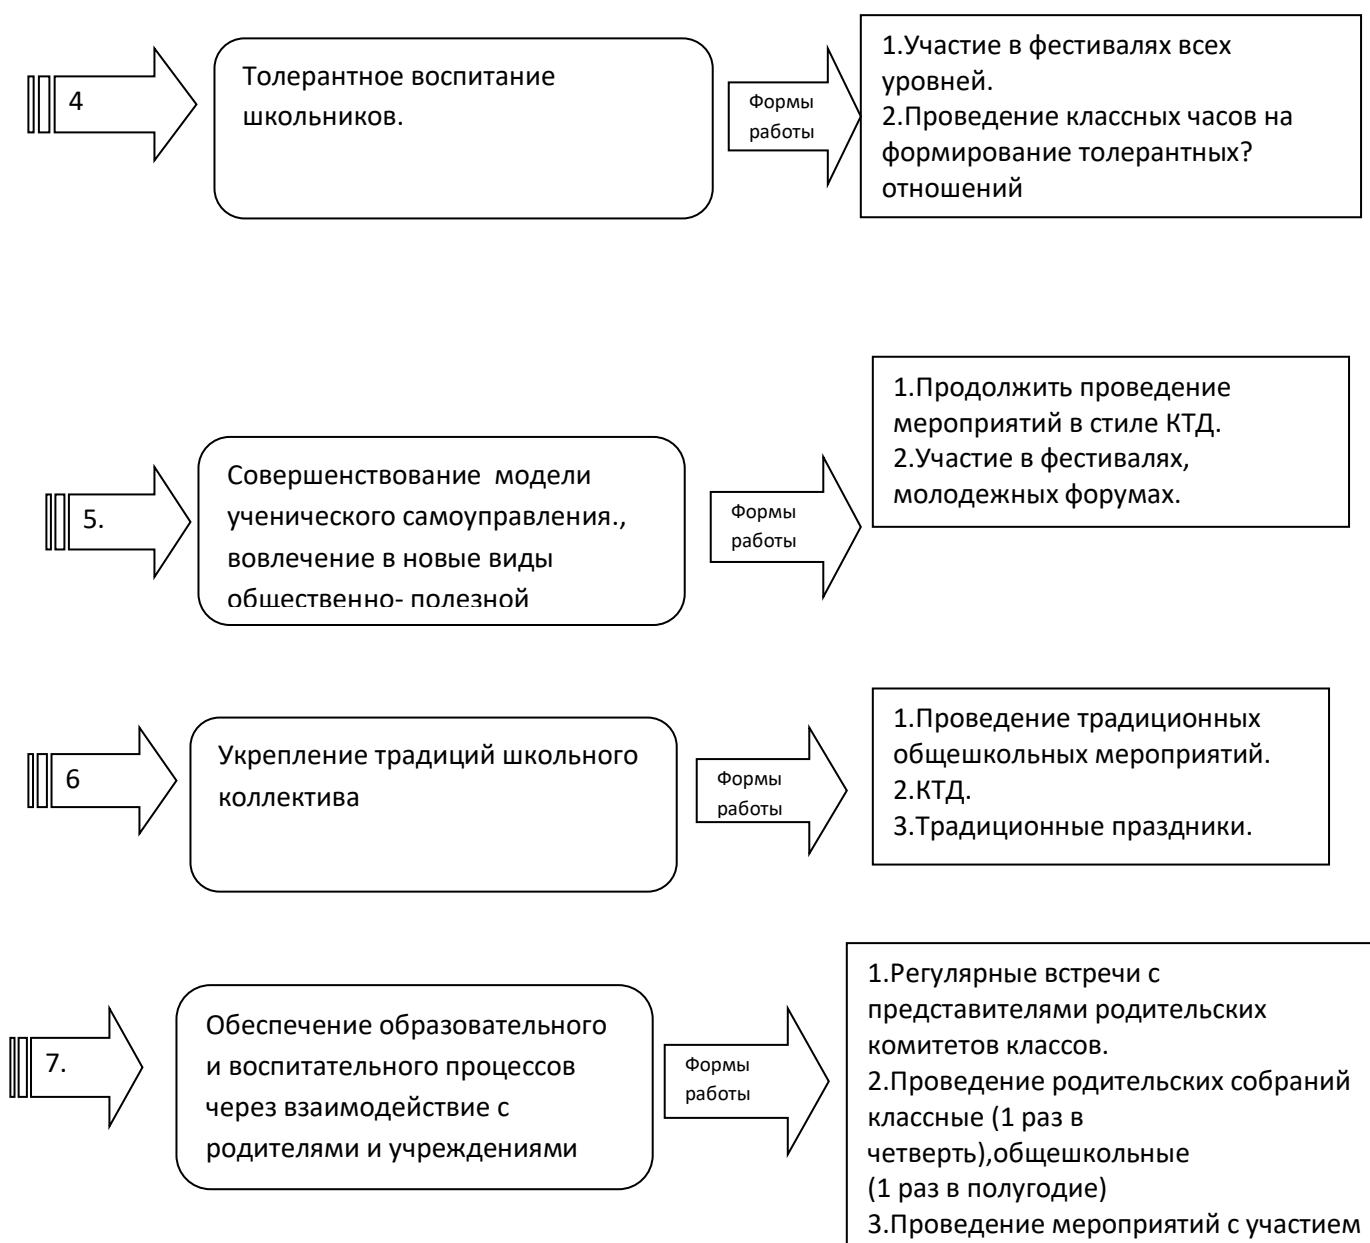 4
Толерантное воспитание
школьников.
Формы
работы
1.Участие в фестивалях всех
уровней.
2.Проведение классных часов на
формирование толерантных?
отношений
5.
Совершенствование  модели
ученического самоуправления.,
вовлечение в новые виды
общественно- полезной
Формы
работы
1.Продолжить проведение
мероприятий в стиле КТД.
2.Участие в фестивалях,
молодежных форумах.
6
Укрепление традиций школьного
коллектива
Формы
работы
1.Проведение традиционных
общешкольных мероприятий.
2.КТД.
3.Традиционные праздники.
7.
Обеспечение образовательного
и воспитательного процессов
через взаимодействие с
родителями и учреждениями
Формы
работы
1.Регулярные встречи с
представителями родительских
комитетов классов.
2.Проведение родительских собраний
классные (1 раз в
четверть),общешкольные
(1 раз в полугодие)
3.Проведение мероприятий с участием